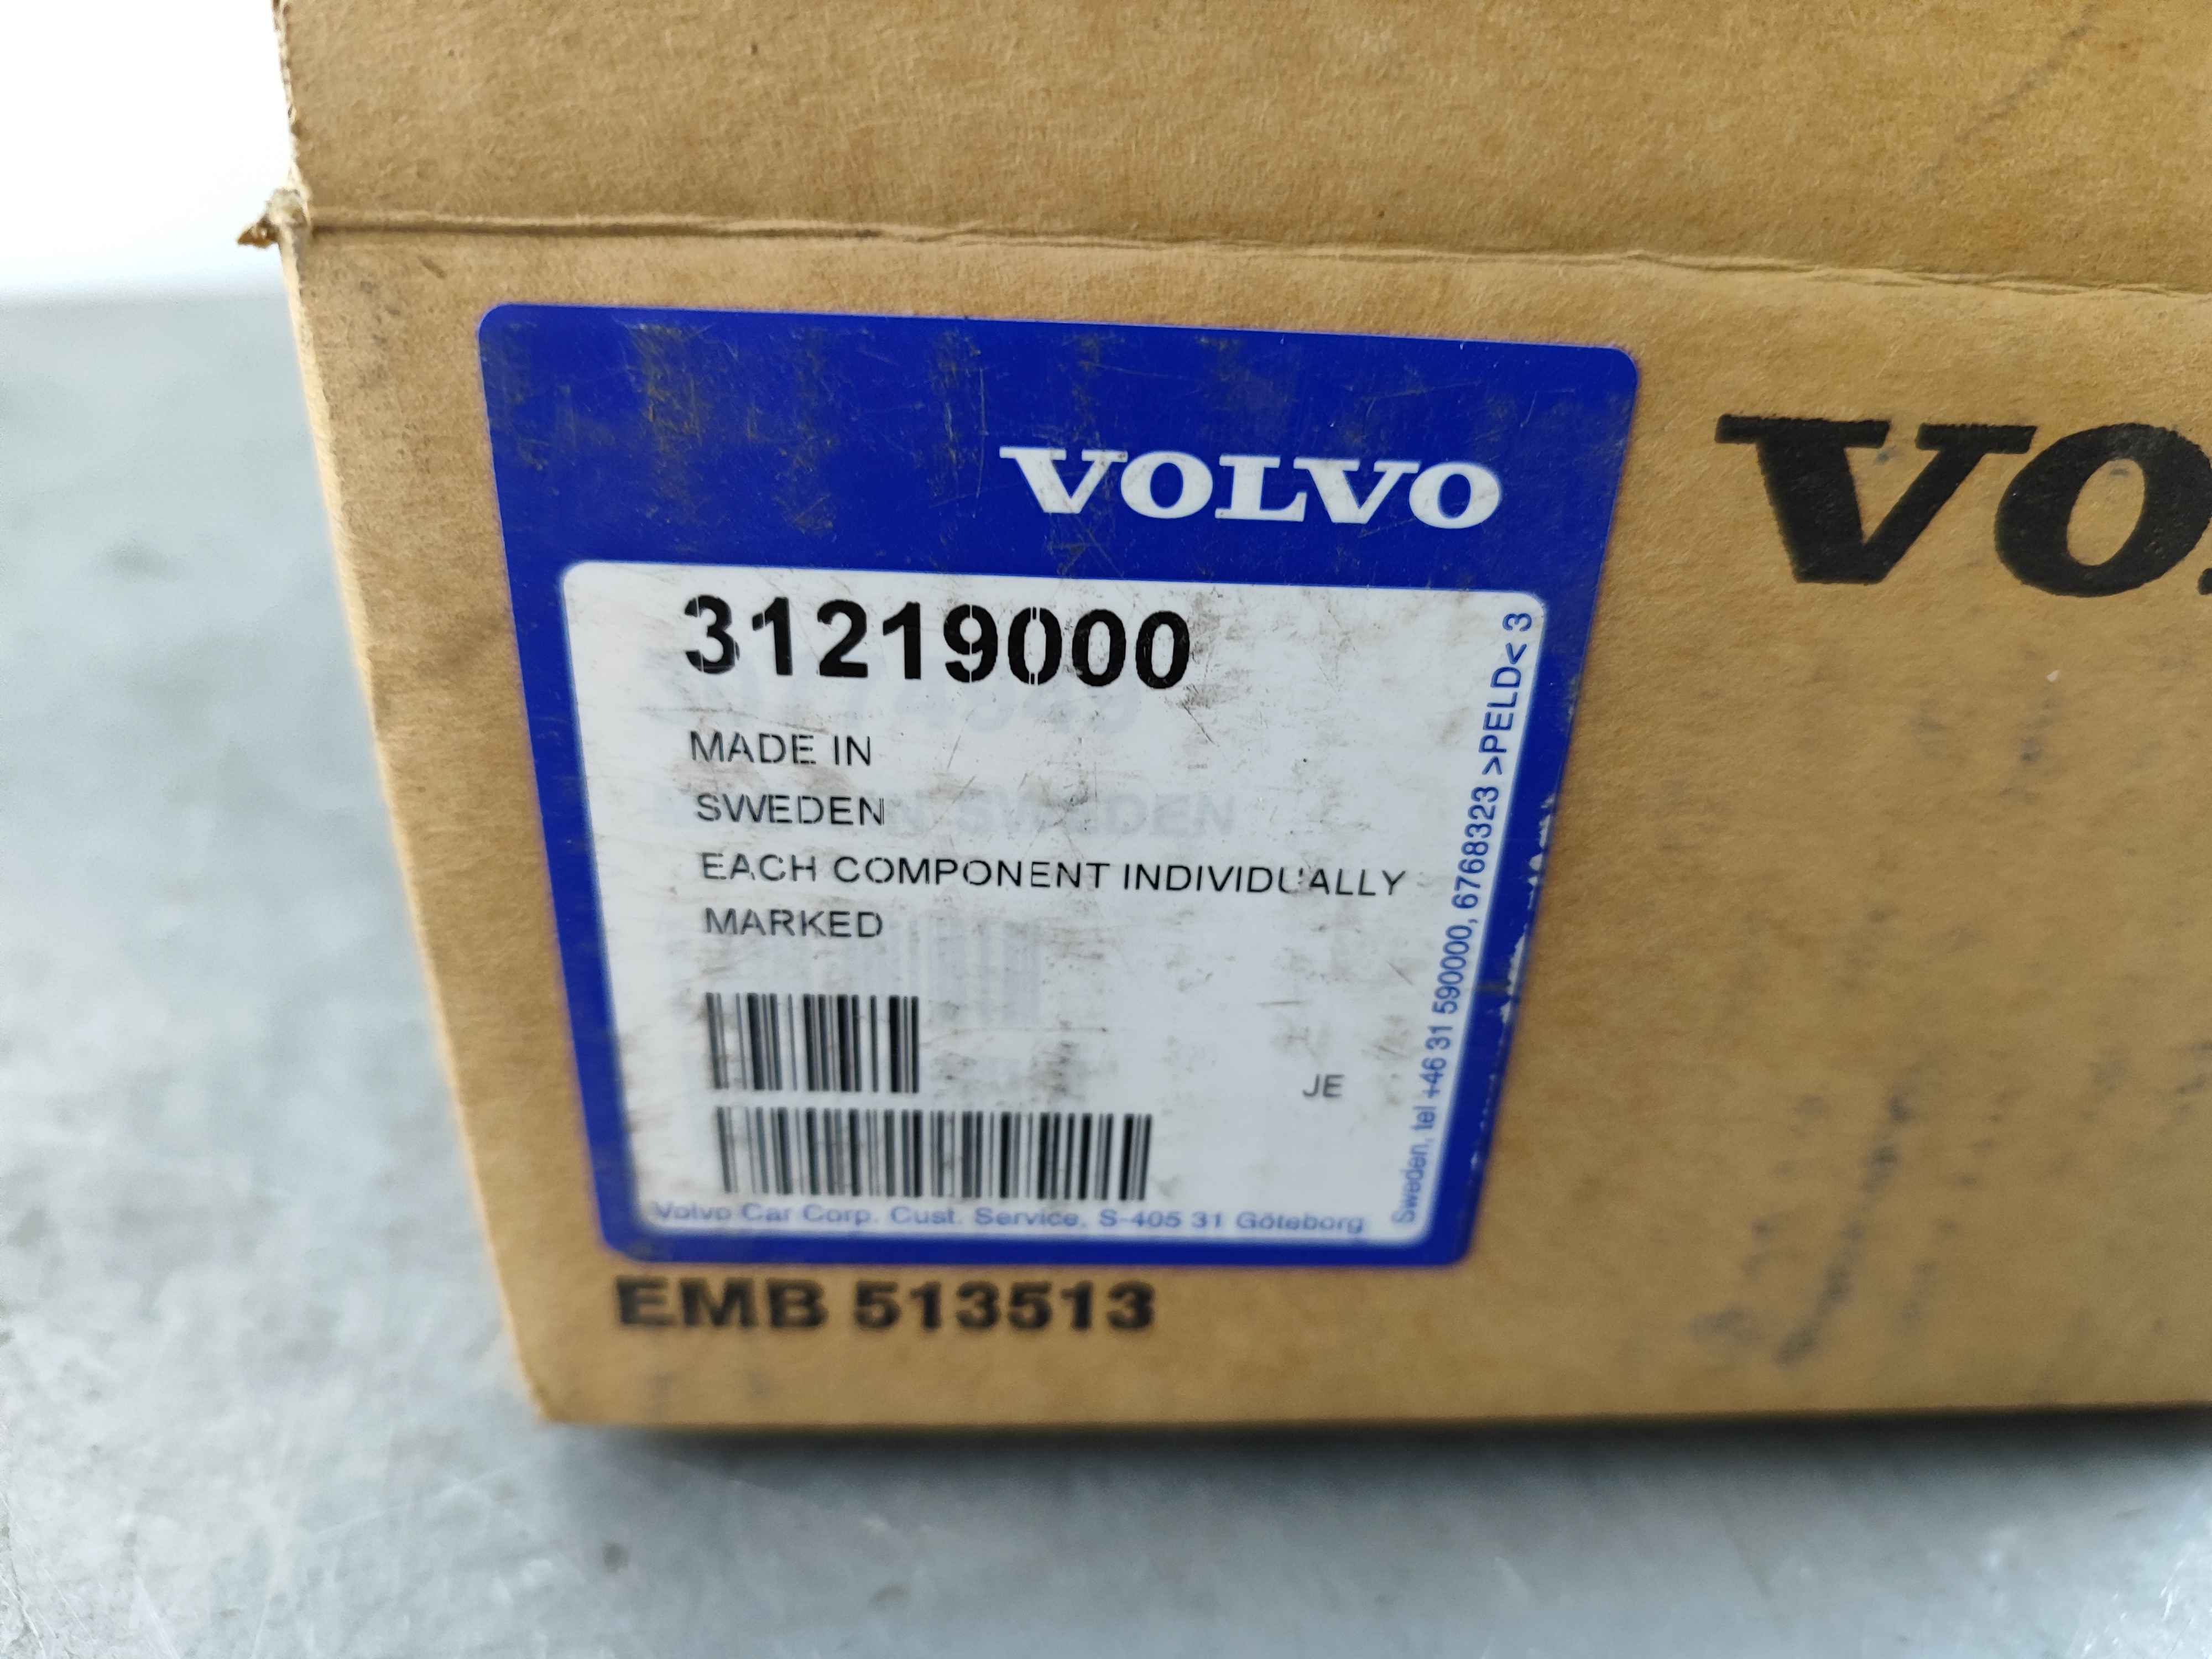 VOLVO
31219000
MADE IN
SWEDEN
EACH COMPONENT INDIVIDUALLY
MARKED
JE
Volvo Car Corp. Cust. Service, S-405 31 Göteborg
Sweden, tel +46 31 590000, 6768323 >PELD< 3
EMB 513513
VO